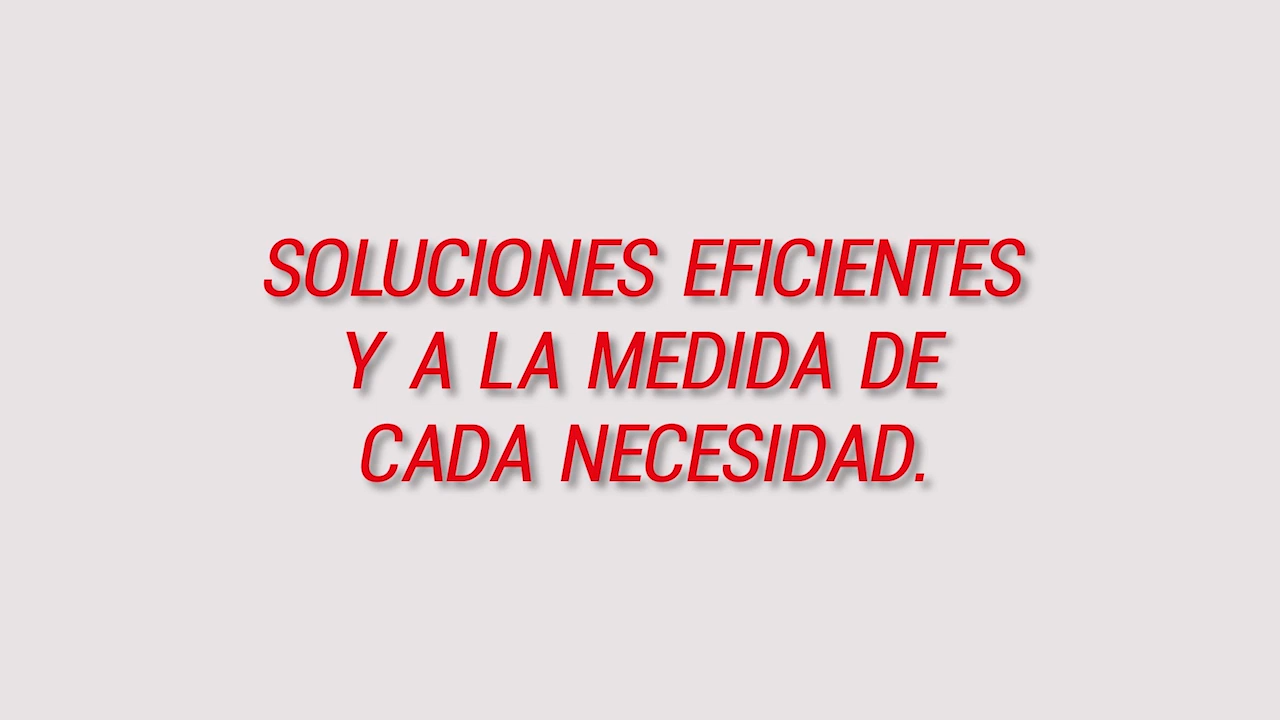 SOLUCIONES EFICIENTES
Y A LA MEDIDA DE
CADA NECESIDAD.